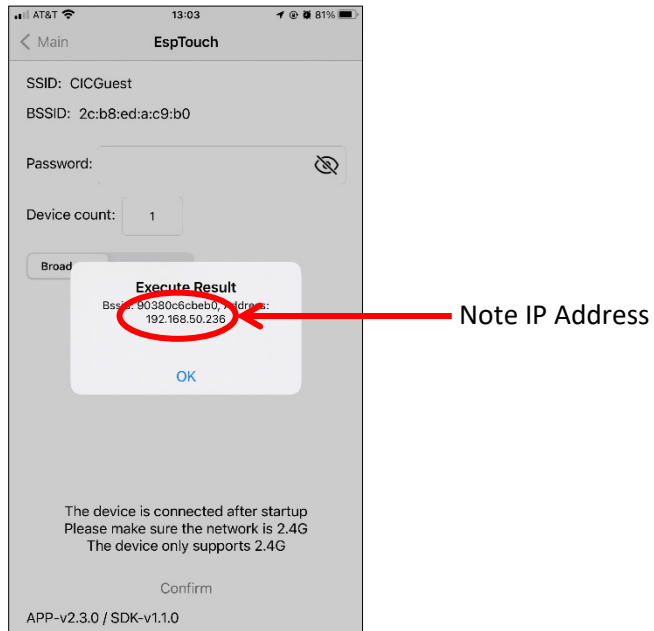 AT&T 13:03 81%
Main EspTouch
SSID: CICGuest
BSSID: 2c:b8:ed:a:c9:b0
Password:
Device count: 1
Broad
Execute Result
Bssid: 90380c6cbeb0, Address:
192.168.50.236
Note IP Address
OK
The device is connected after startup
Please make sure the network is 2.4G
The device only supports 2.4G
Confirm
APP-v2.3.0 / SDK-v1.1.0